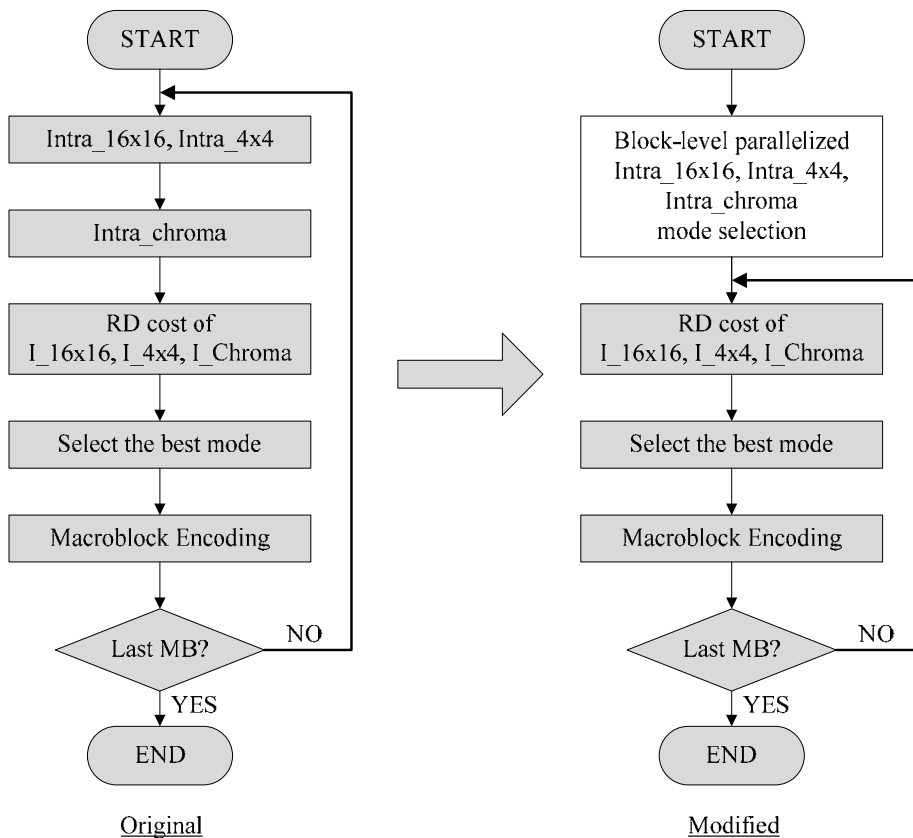 START
Intra_16x16, Intra_4x4
Intra_chroma
RD cost of
I_16x16, I_4x4, I_Chroma
Select the best mode
Macroblock Encoding
Last MB?
NO
YES
END
Original
START
Block-level parallelized
Intra_16x16, Intra_4x4,
Intra_chroma
mode selection
RD cost of
I_16x16, I_4x4, I_Chroma
Select the best mode
Macroblock Encoding
Last MB?
NO
YES
END
Modified